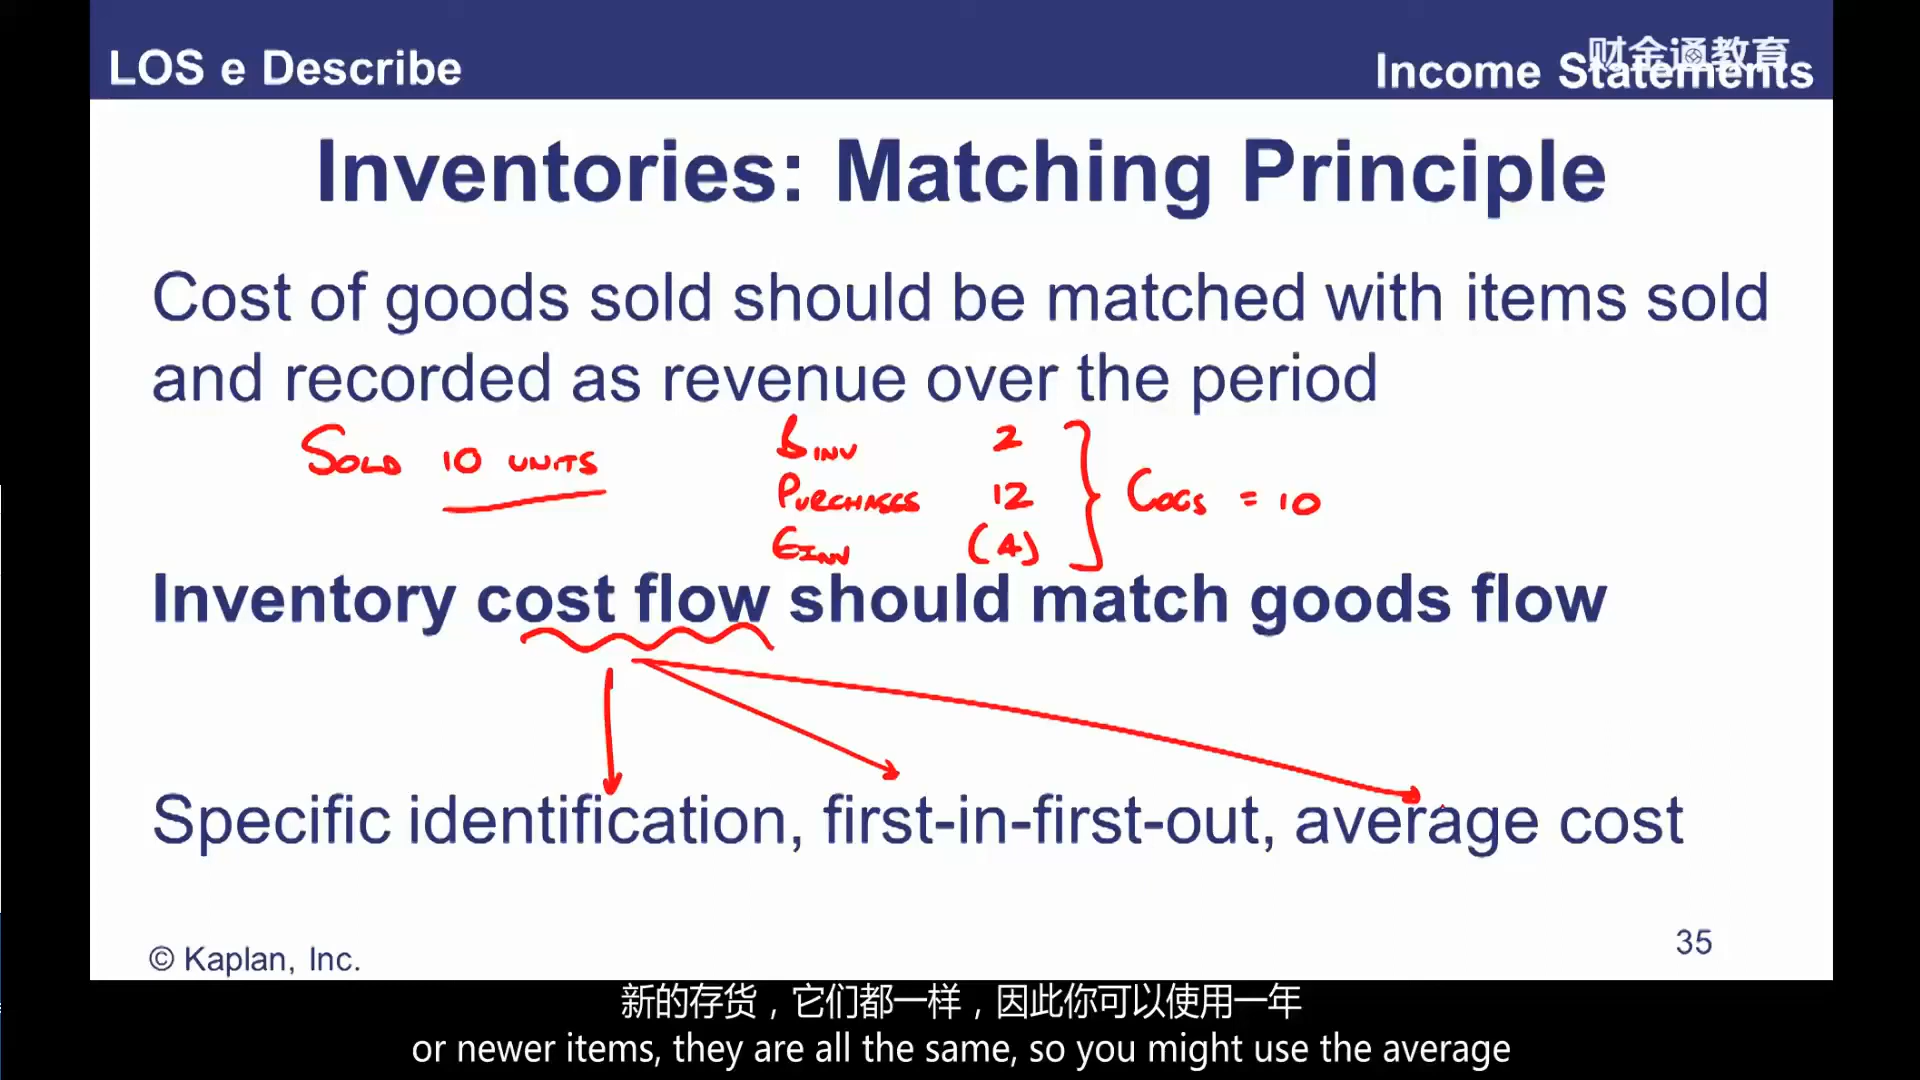 LOS e Describe
Income Statements
财金通教育
Inventories: Matching Principle
Cost of goods sold should be matched with items sold
and recorded as revenue over the period
SOLD 10 UNITS
BINV 2
PURCHASES 12
EINV (4)
COGS = 10
Inventory cost flow should match goods flow
Specific identification, first-in-first-out, average cost
© Kaplan, Inc.
35
新的存货，它们都一样，因此你可以使用一年
or newer items, they are all the same, so you might use the average